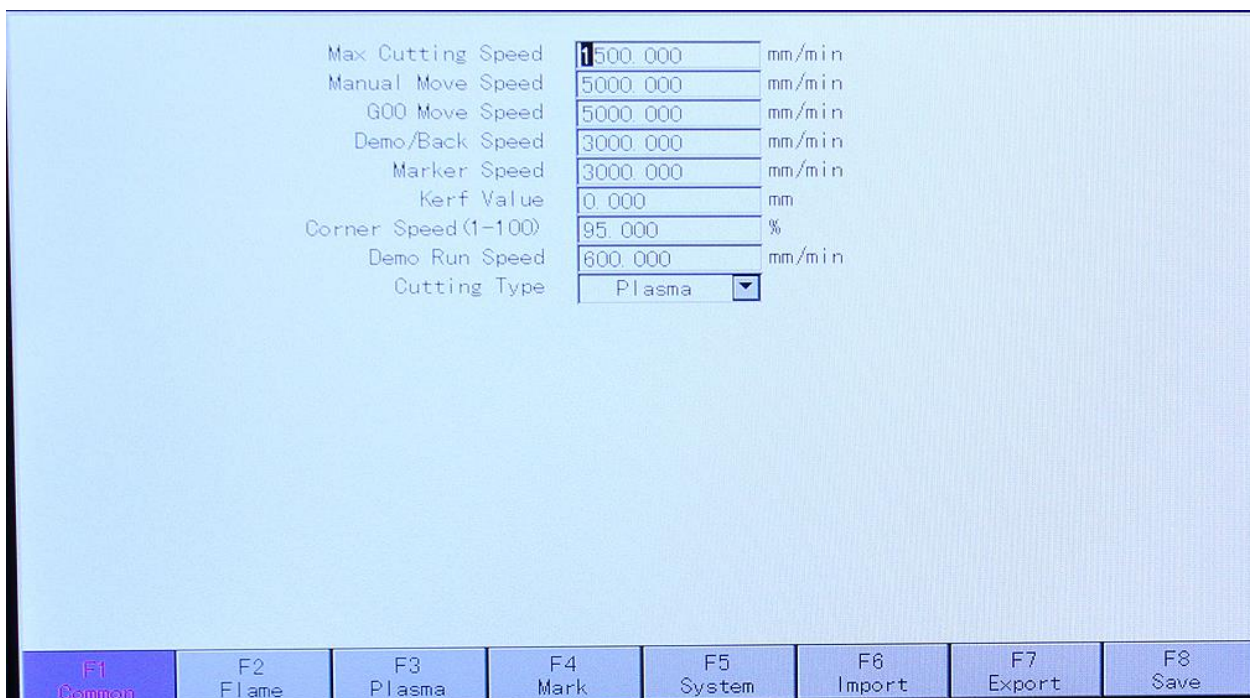 Max Cutting Speed 1500.000 mm/min
Manual Move Speed 5000.000 mm/min
G00 Move Speed 5000.000 mm/min
Demo/Back Speed 3000.000 mm/min
Marker Speed 3000.000 mm/min
Kerf Value 0.000 mm
Corner Speed(1-100) 95.000 %
Demo Run Speed 600.000 mm/min
Cutting Type Plasma
F1 F2 F3 F4 F5 F6 F7 F8
Common Flame Plasma Mark System Import Export Save